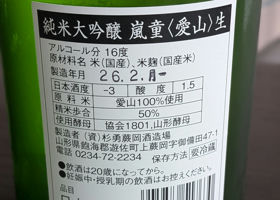 純米大吟醸 嵐童〈愛山〉生
アルコール分 16度
原材料名 米(国産)、米麹(国産米)
製造年月 26.2.月一
日本酒度 -3 酸度 1.5
原料米 愛山100%使用
精米歩合 50%
使用酵母 協会1801,山形酵母
製造者 (資)杉勇蕨岡酒造場
山形県飽海郡遊佐町上蕨岡字御備田47-1
電話 0234-72-2234 保存方法 要冷蔵
●飲酒は20歳になってから。
●妊娠中・授乳期の飲酒はお控えください。
品目